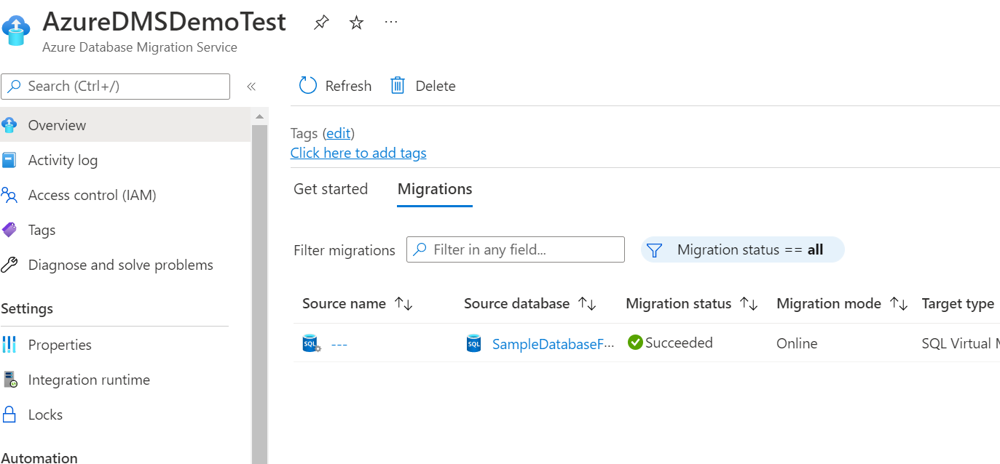 AzureDMSDemoTest
Azure Database Migration Service
Search (Ctrl+/)
«
Refresh
Delete
Overview
Activity log
Access control (IAM)
Tags
Diagnose and solve problems
Settings
Properties
Integration runtime
Locks
Automation
Tags (edit)
Click here to add tags
Get started
Migrations
Filter migrations
Filter in any field...
Migration status == all
Source name ↑↓ Source database ↑↓ Migration status ↑↓ Migration mode ↑↓ Target type
SQL --- SQL SampleDatabaseF... Succeeded Online SQL Virtual